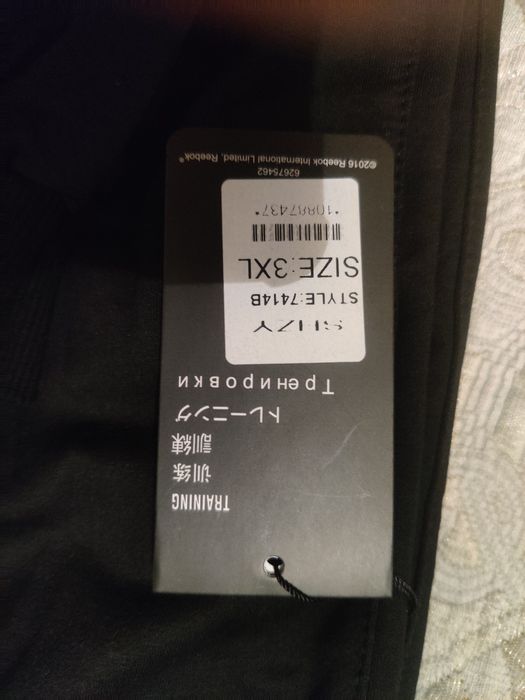 TRAINING
训练
訓練
トレーニング
Тренировки
STYLE:7414B
SIZE:3XL
*10887437*
62675462
©2016 Reebok International Limited, Reebok®